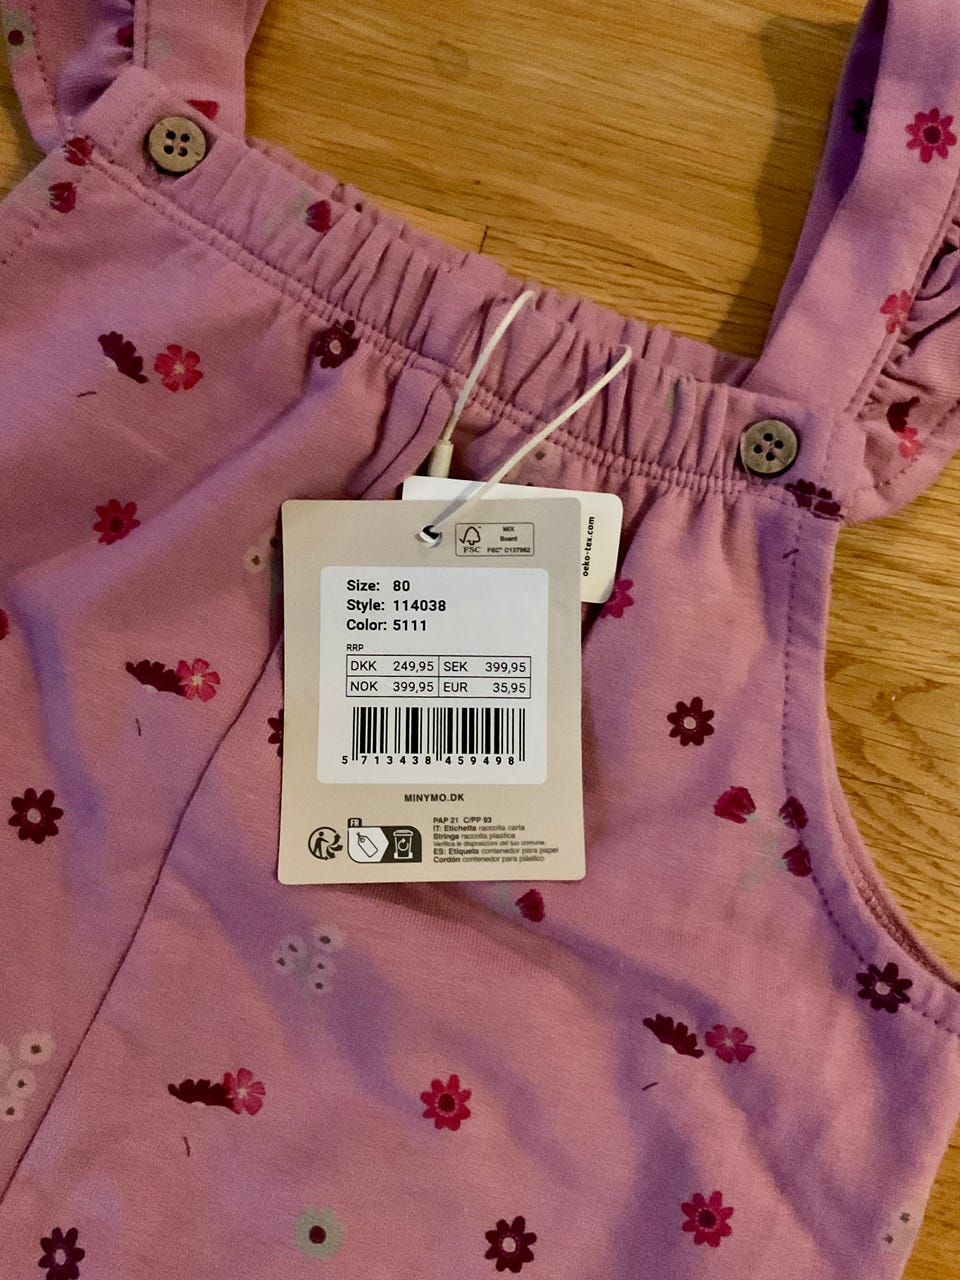 FSC
MIX
Board
FSC™ C137982
oeko-tex.com
Size: 80
Style: 114038
Color: 5111
RRP
DKK 249,95 SEK 399,95
NOK 399,95 EUR 35,95
5 713438 459498
MINYMO.DK
FR
PAP 21 C/PP 93
IT: Etichetta raccolta carta
Stringa raccolta plastica
Verifica le disposizioni del tuo comune.
ES: Etiqueta contenedor para papel
Cordón contenedor para plástico